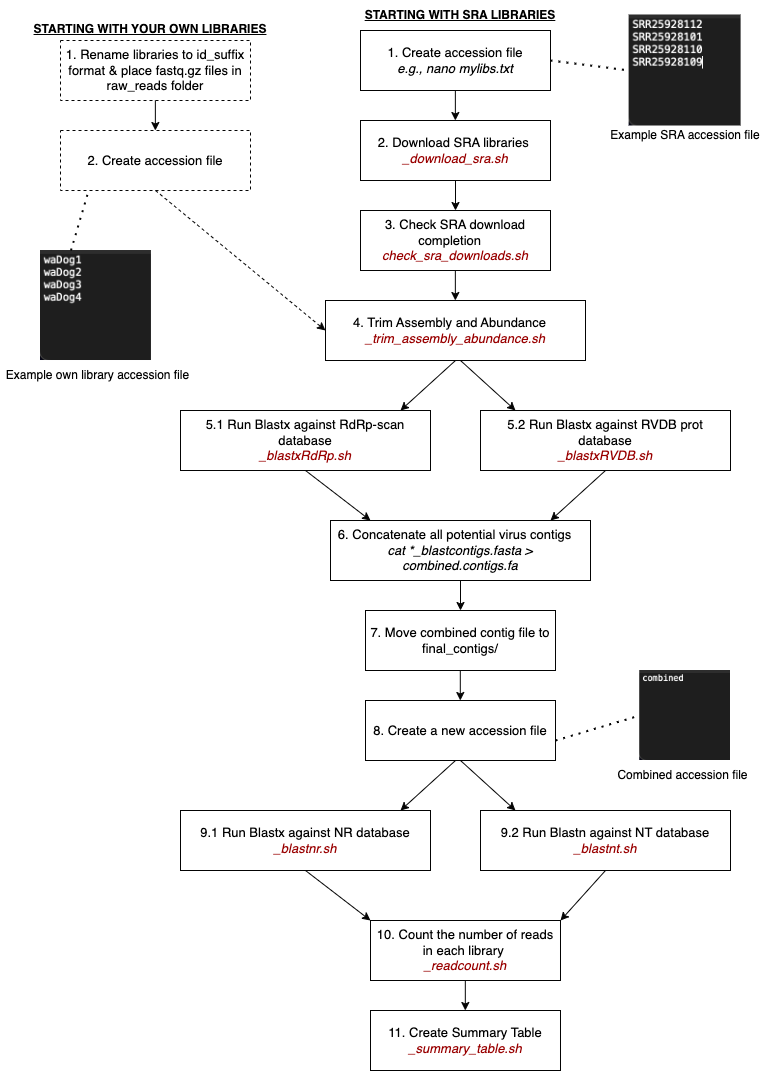 STARTING WITH YOUR OWN LIBRARIES
1. Rename libraries to id_suffix
format & place fastq.gz files in
raw_reads folder
2. Create accession file
waDog1
waDog2
waDog3
waDog4
Example own library accession file
STARTING WITH SRA LIBRARIES
1. Create accession file
e.g., nano mylibs.txt
SRR25928112
SRR25928101
SRR25928110
SRR25928109
Example SRA accession file
2. Download SRA libraries
_download_sra.sh
3. Check SRA download
completion
check_sra_downloads.sh
4. Trim Assembly and Abundance
_trim_assembly_abundance.sh
5.1 Run Blastx against RdRp-scan
database
_blastxRdRp.sh
5.2 Run Blastx against RVDB prot
database
_blastxRVDB.sh
6. Concatenate all potential virus contigs
cat *_blastcontigs.fasta >
combined.contigs.fa
7. Move combined contig file to
final_contigs/
8. Create a new accession file
combined
Combined accession file
9.1 Run Blastx against NR database
_blastnr.sh
9.2 Run Blastn against NT database
_blastnt.sh
10. Count the number of reads
in each library
_readcount.sh
11. Create Summary Table
_summary_table.sh